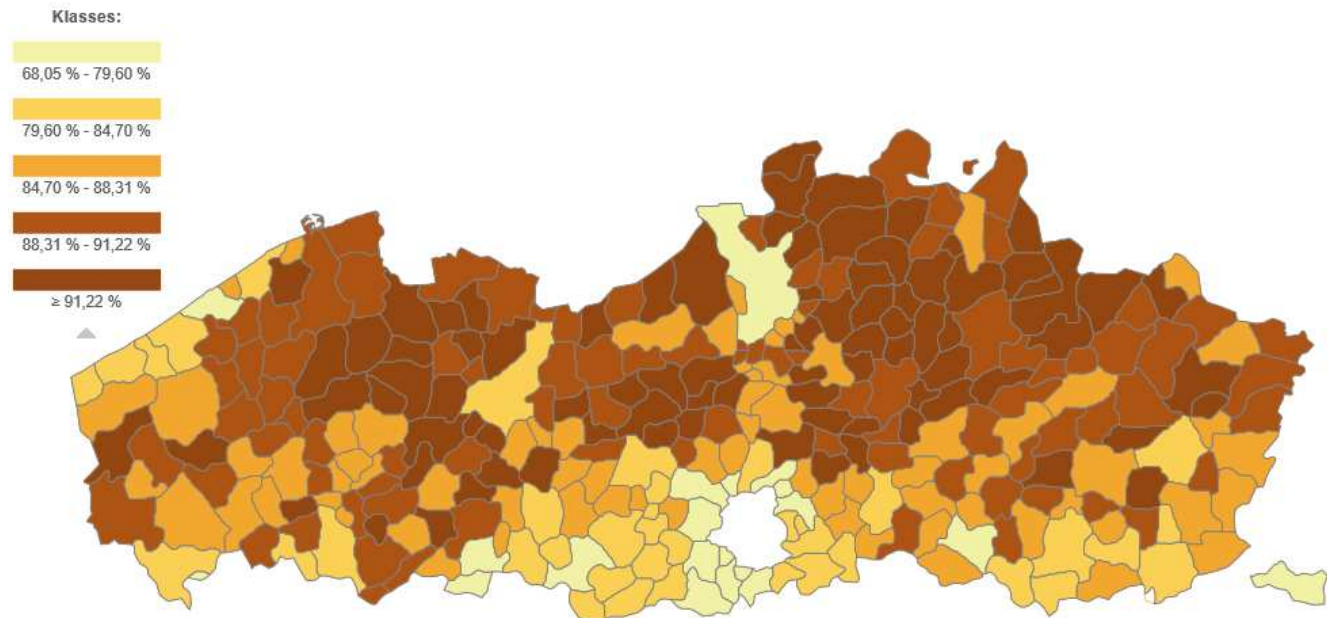 Klasses:
68,05 % - 79,60 %
79,60 % - 84,70 %
84,70 % - 88,31 %
88,31 % - 91,22 %
≥ 91,22 %